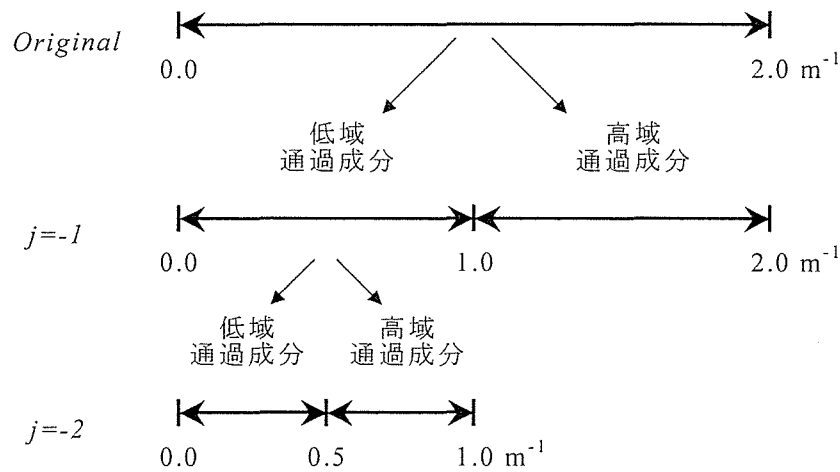 Original
0.0 2.0 m⁻¹
低域 高域
通過成分 通過成分
j=-1
0.0 1.0 2.0 m⁻¹
低域 高域
通過成分 通過成分
j=-2
0.0 0.5 1.0 m⁻¹